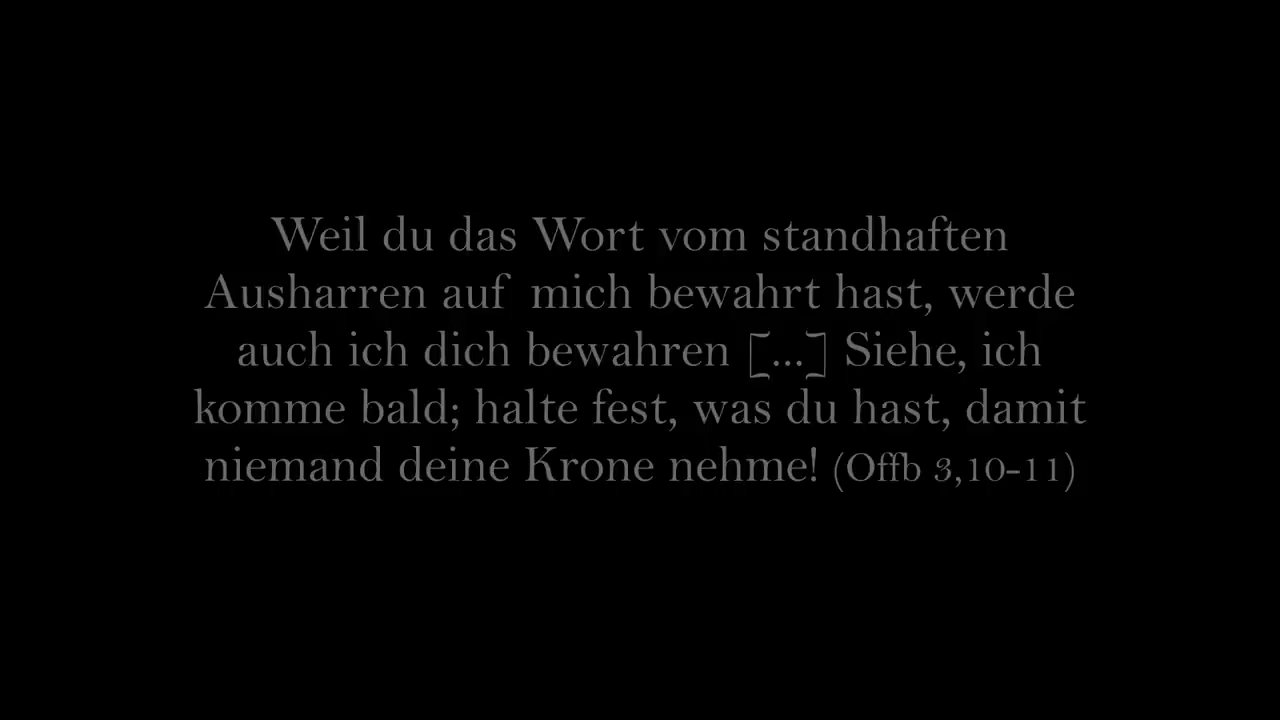 Weil du das Wort vom standhaften
Ausharren auf mich bewahrt hast, werde
auch ich dich bewahren [...] Siehe, ich
komme bald; halte fest, was du hast, damit
niemand deine Krone nehme! (Offb 3,10-11)